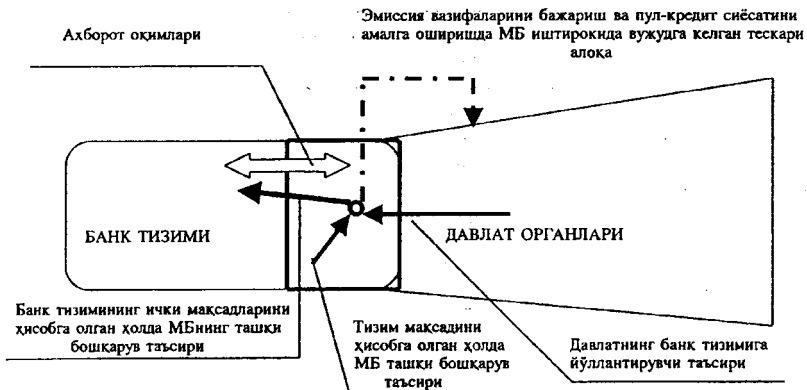 Эмиссия вазифаларини бажариш ва пул-кредит сиёсатини
амалга оширишда МБ иштирокида вужудга келган тескари
алоқа
Ахборот оқимлари
БАНК ТИЗИМИ
ДАВЛАТ ОРГАНЛАРИ
Банк тизимининг ички мақсадларини
ҳисобга олган ҳолда МБнинг ташқи
бошқарув таъсири
Тизим мақсадини
ҳисобга олган ҳолда
МБ ташқи бошқарув
таъсири
Давлатнинг банк тизимига
йўллантирувчи таъсири